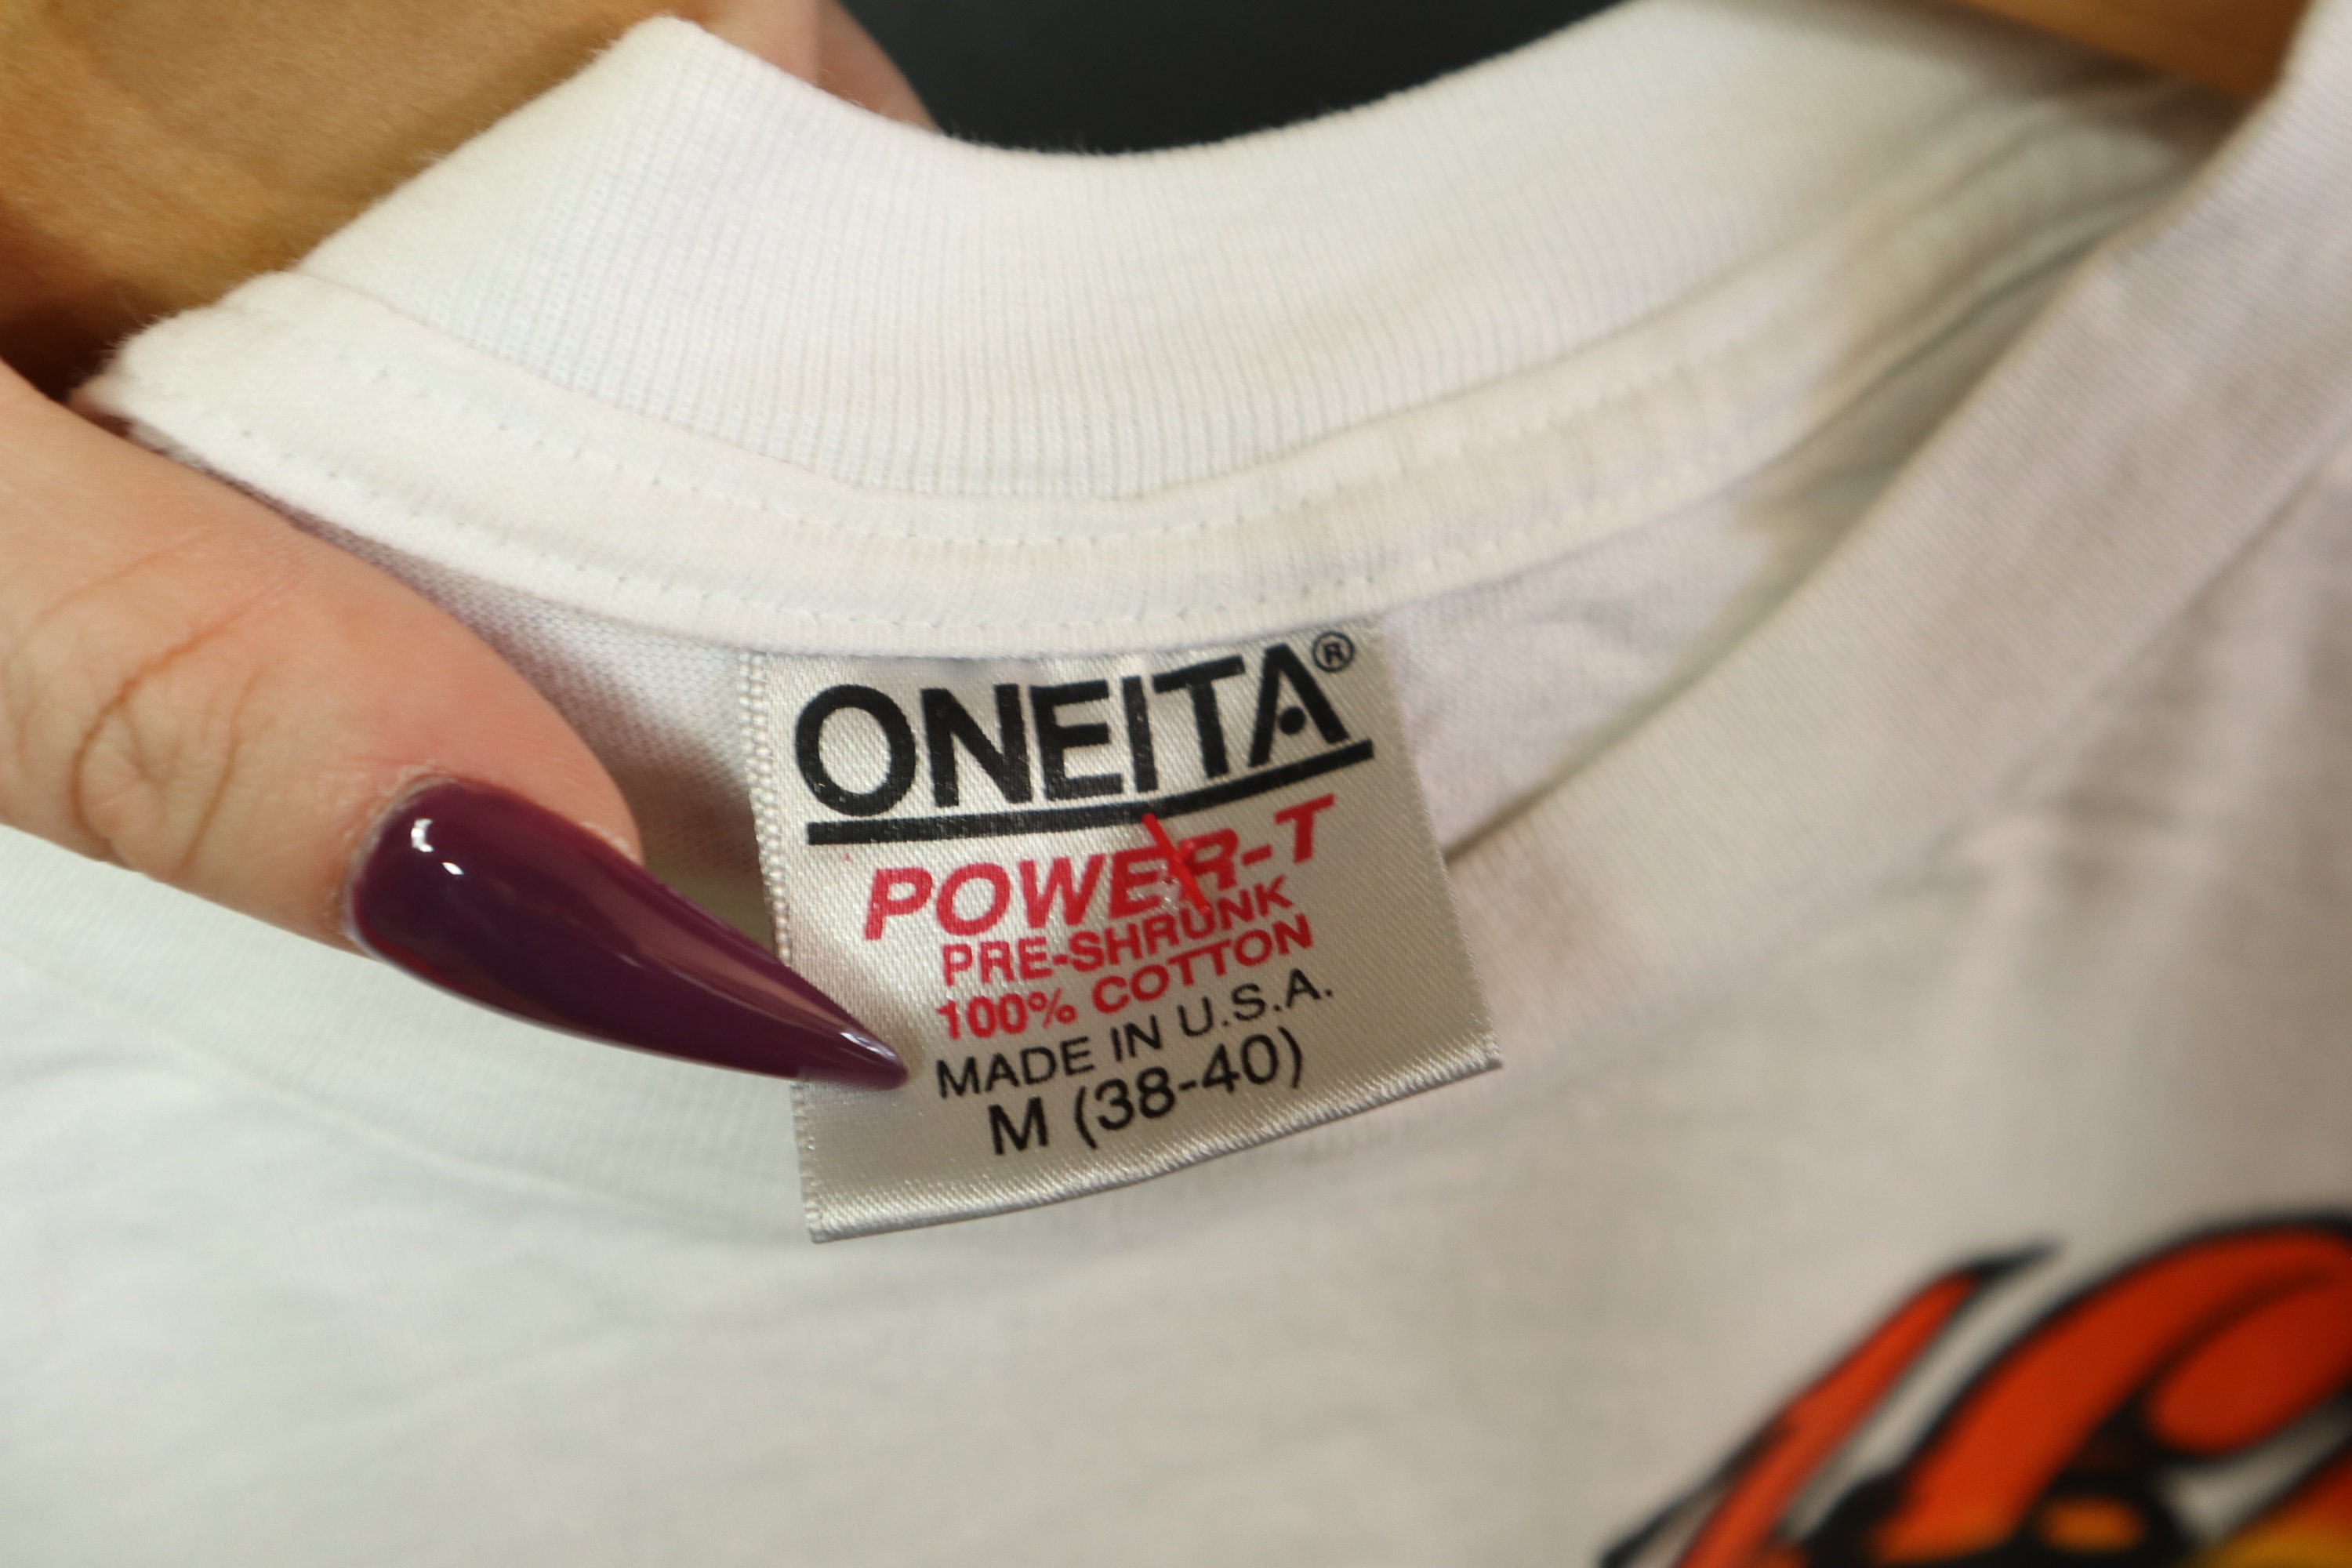 ONEITA®
POWER-T
PRE-SHRUNK
100% COTTON
MADE IN U.S.A.
M (38-40)